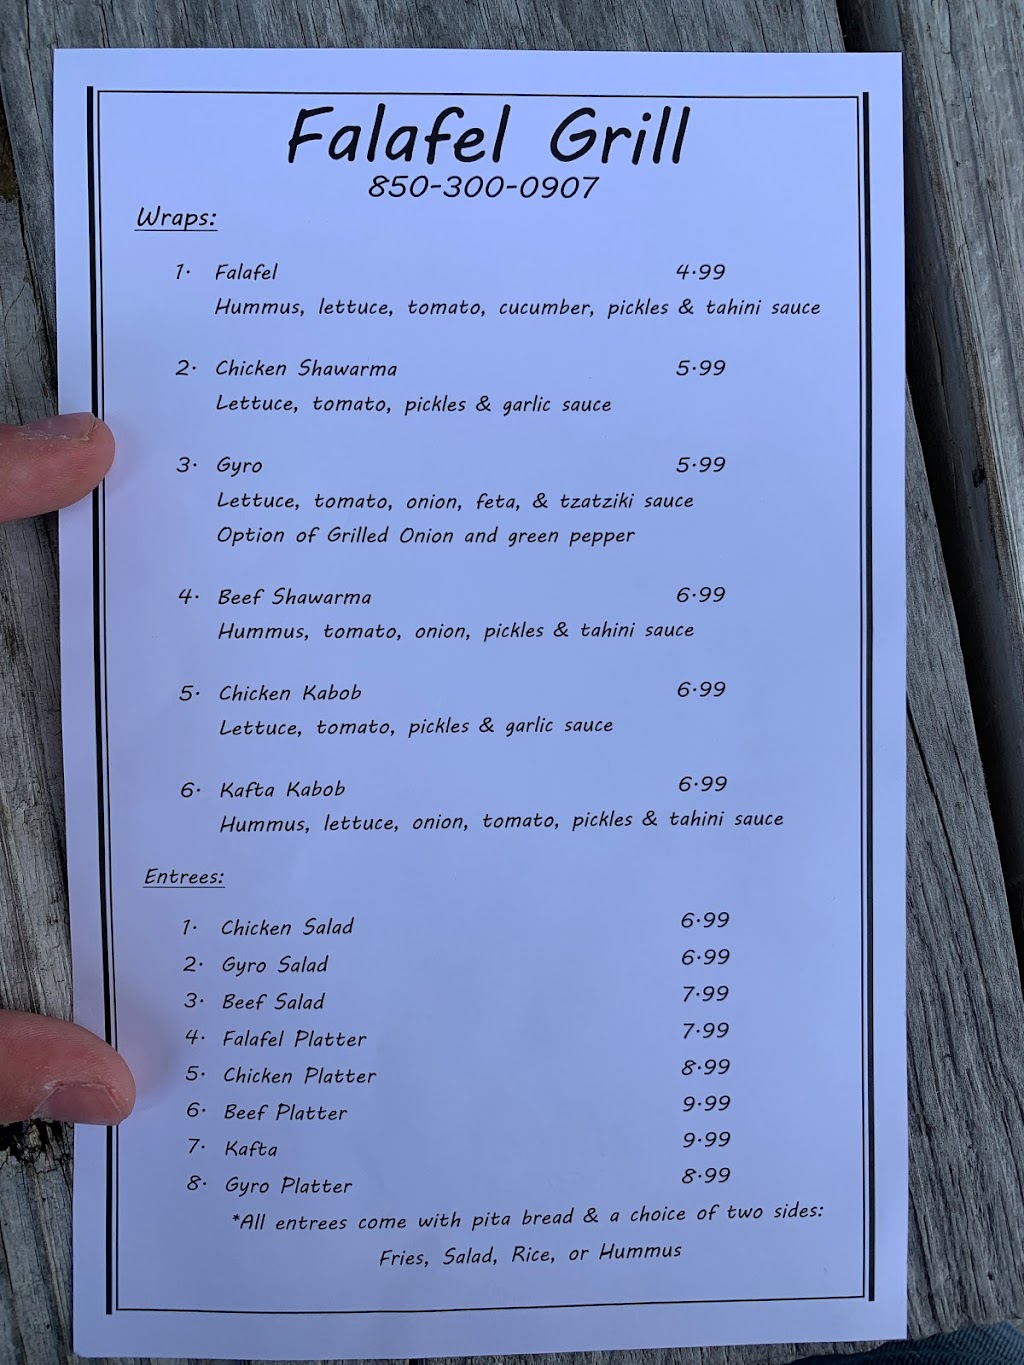 Falafel Grill
850-300-0907
Wraps:
1. Falafel 4.99
Hummus, lettuce, tomato, cucumber, pickles & tahini sauce
2. Chicken Shawarma 5.99
Lettuce, tomato, pickles & garlic sauce
3. Gyro 5.99
Lettuce, tomato, onion, feta, & tzatziki sauce
Option of Grilled Onion and green pepper
4. Beef Shawarma 6.99
Hummus, tomato, onion, pickles & tahini sauce
5. Chicken Kabob 6.99
Lettuce, tomato, pickles & garlic sauce
6. Kafta Kabob 6.99
Hummus, lettuce, onion, tomato, pickles & tahini sauce
Entrees:
1. Chicken Salad 6.99
2. Gyro Salad 6.99
3. Beef Salad 7.99
4. Falafel Platter 7.99
5. Chicken Platter 8.99
6. Beef Platter 9.99
7. Kafta 9.99
8. Gyro Platter 8.99
*All entrees come with pita bread & a choice of two sides:
Fries, Salad, Rice, or Hummus